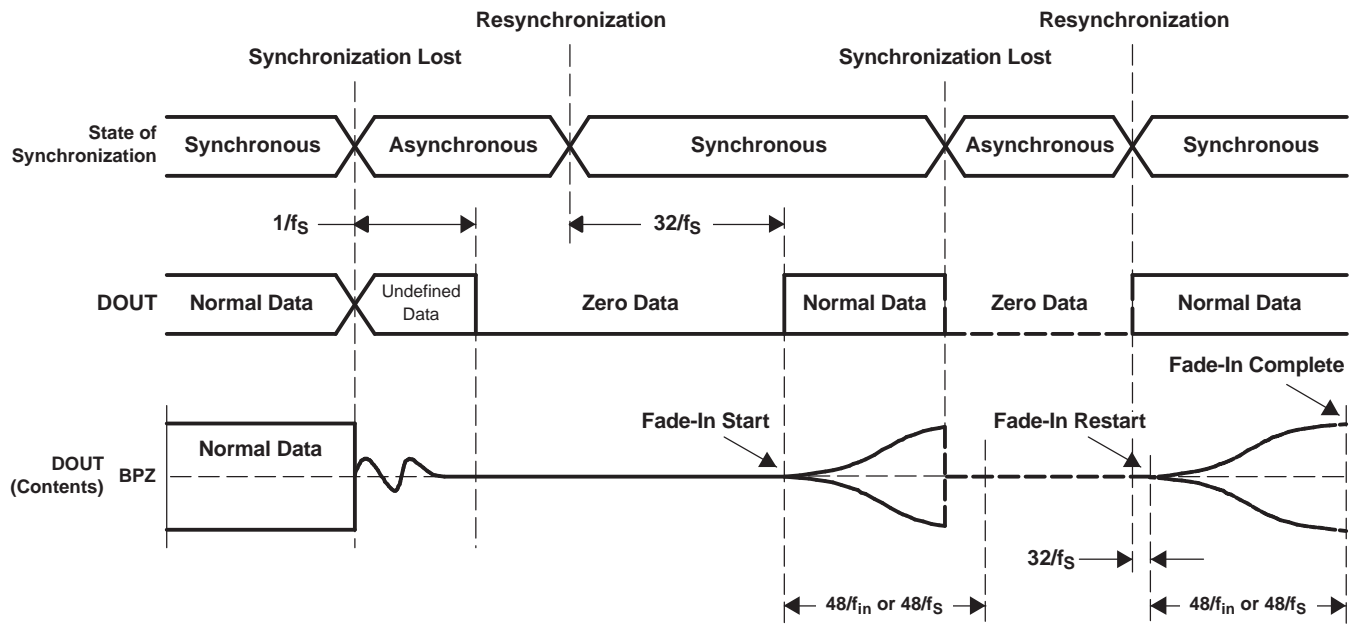 Resynchronization
Resynchronization
Synchronization Lost
Synchronization Lost
State of
Synchronization
Synchronous
Asynchronous
Synchronous
Asynchronous
Synchronous
1/fS
32/fS
DOUT
Normal Data
Undefined
Data
Zero Data
Normal Data
Zero Data
Normal Data
Fade-In Complete
Fade-In Start
Fade-In Restart
Normal Data
DOUT
(Contents)
BPZ
32/fS
48/fin or 48/fS
48/fin or 48/fS